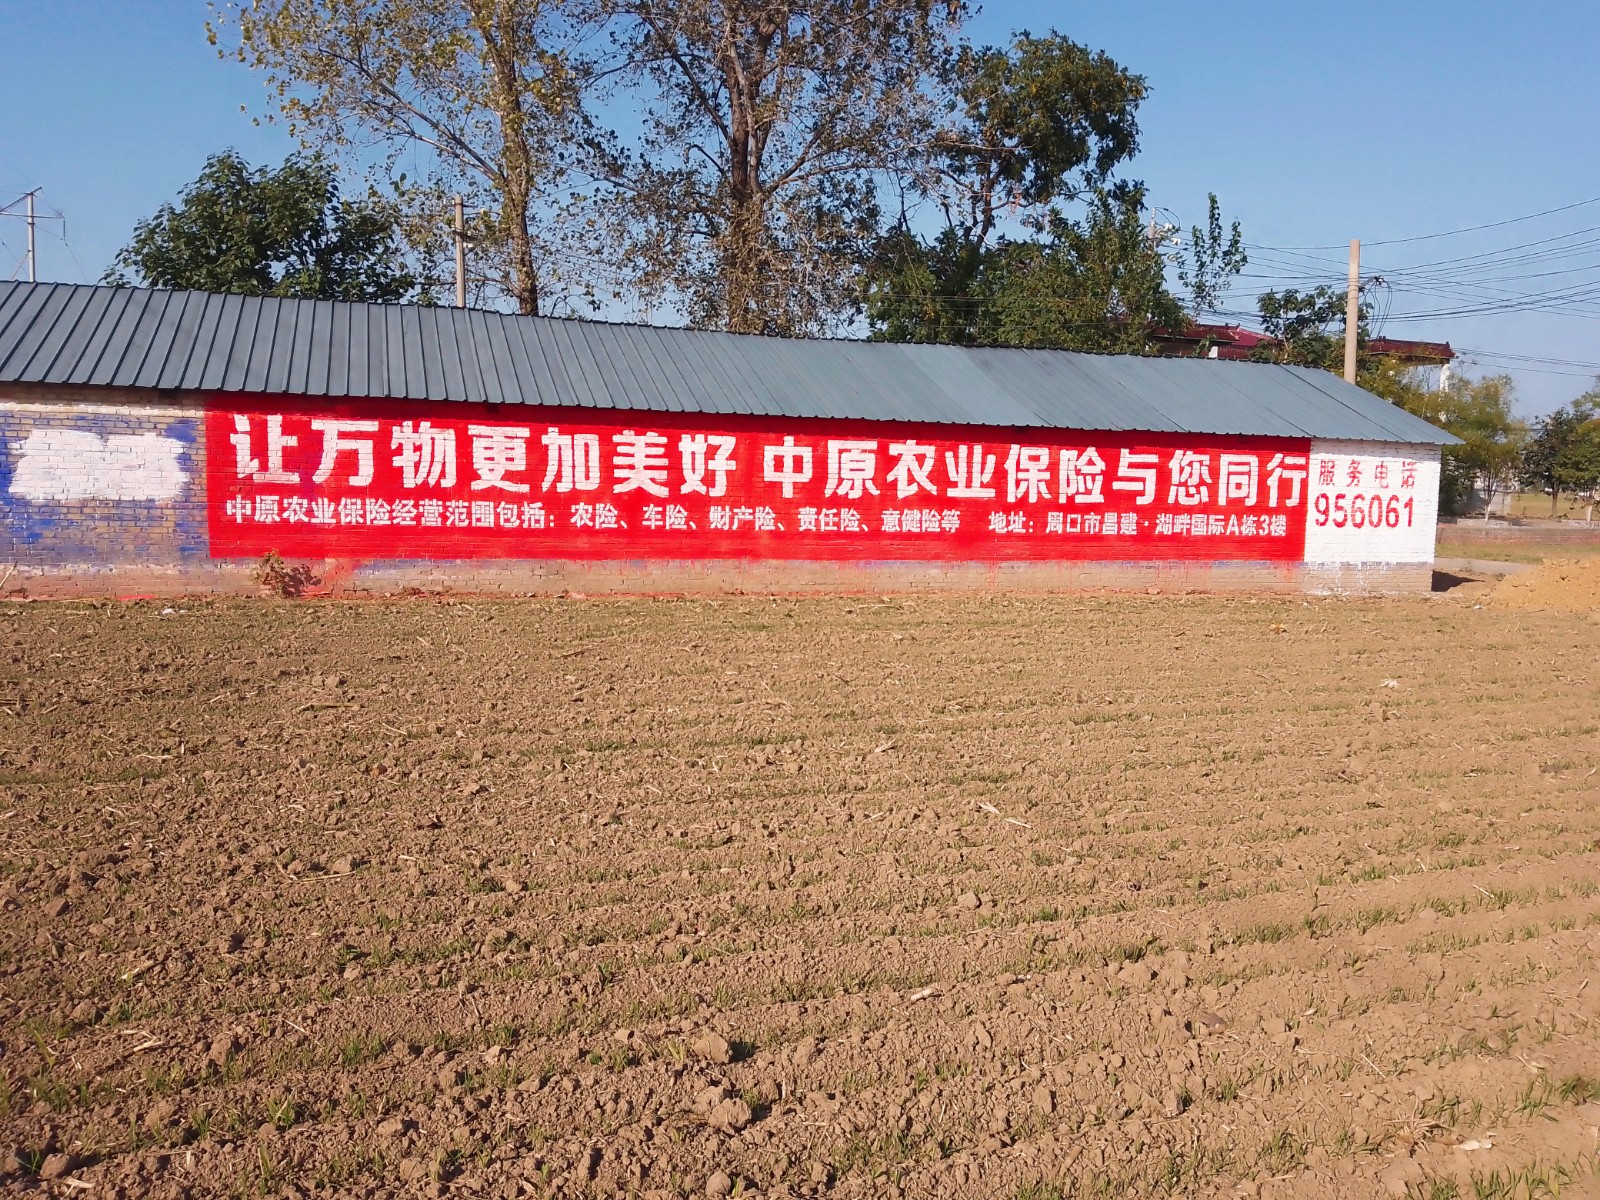 让万物更加美好 中原农业保险与您同行
中原农业保险经营范围包括：农险、车险、财产险、责任险、意健险等 地址：周口市昌建·湖畔国际A栋3楼
服务电话
956061